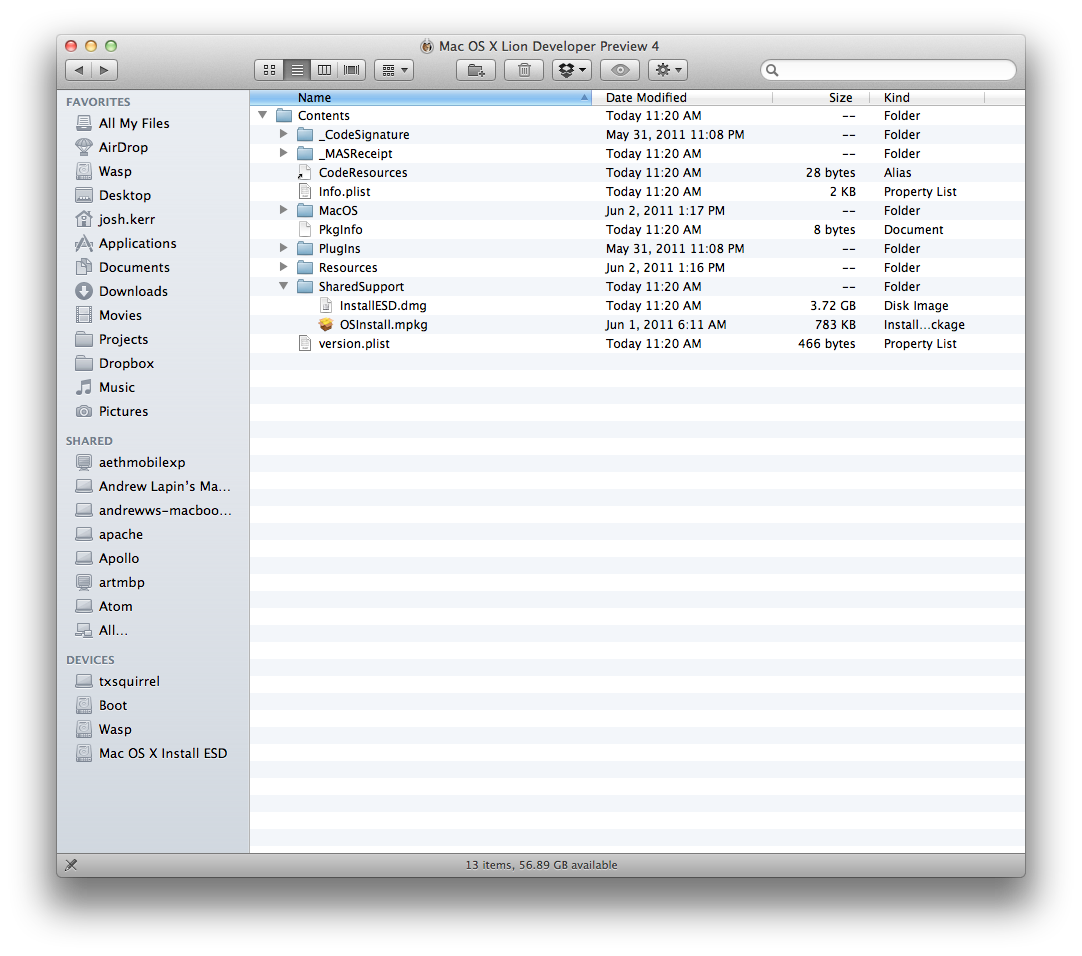 Mac OS X Lion Developer Preview 4
FAVORITES
All My Files
AirDrop
Wasp
Desktop
josh.kerr
Applications
Documents
Downloads
Movies
Projects
Dropbox
Music
Pictures
SHARED
aethmobilexp
Andrew Lapin's Ma...
andrewws-macboo...
apache
Apollo
artmbp
Atom
All...
DEVICES
txsquirrel
Boot
Wasp
Mac OS X Install ESD
Name Date Modified Size Kind
Contents Today 11:20 AM -- Folder
_CodeSignature May 31, 2011 11:08 PM -- Folder
_MASReceipt Today 11:20 AM -- Folder
CodeResources Today 11:20 AM 28 bytes Alias
Info.plist Today 11:20 AM 2 KB Property List
MacOS Jun 2, 2011 1:17 PM -- Folder
PkgInfo Today 11:20 AM 8 bytes Document
PlugIns May 31, 2011 11:08 PM -- Folder
Resources Jun 2, 2011 1:16 PM -- Folder
SharedSupport Today 11:20 AM -- Folder
InstallESD.dmg Today 11:20 AM 3.72 GB Disk Image
OSInstall.mpkg Jun 1, 2011 6:11 AM 783 KB Install...ckage
version.plist Today 11:20 AM 466 bytes Property List
13 items, 56.89 GB available